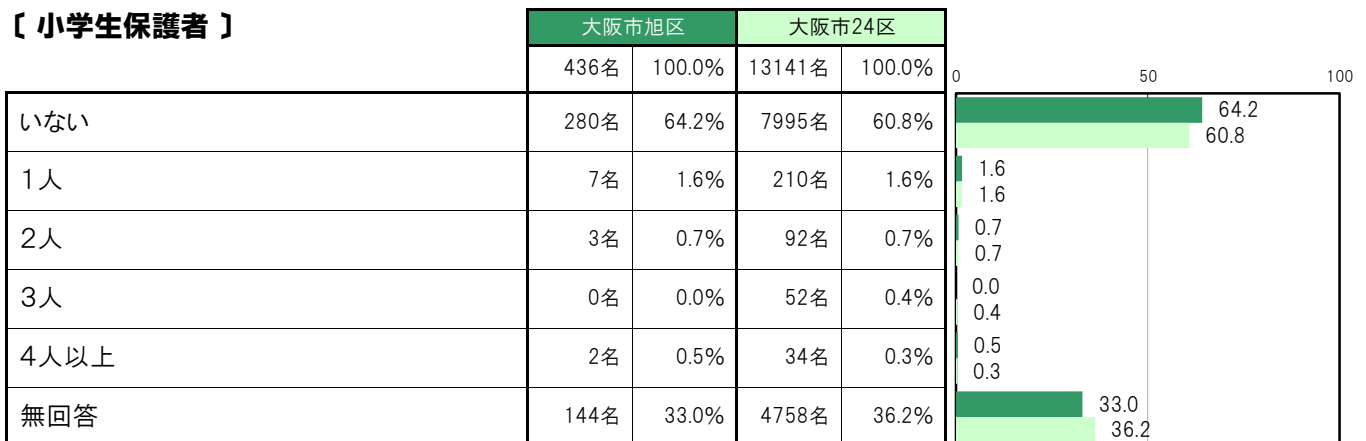 〔 小学生保護者 〕
大阪市旭区 大阪市24区
436名 100.0% 13141名 100.0%
0 50 100
いない 280名 64.2% 7995名 60.8%
64.2
60.8
1人 7名 1.6% 210名 1.6%
1.6
1.6
2人 3名 0.7% 92名 0.7%
0.7
0.7
3人 0名 0.0% 52名 0.4%
0.0
0.4
4人以上 2名 0.5% 34名 0.3%
0.5
0.3
無回答 144名 33.0% 4758名 36.2%
33.0
36.2